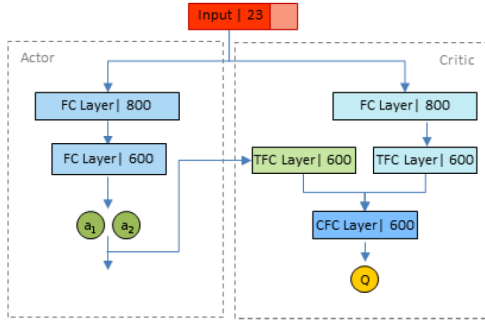 Input | 23
Actor
Critic
FC Layer| 800
FC Layer| 800
FC Layer| 600
TFC Layer| 600
TFC Layer| 600
a1 a2
CFC Layer| 600
Q